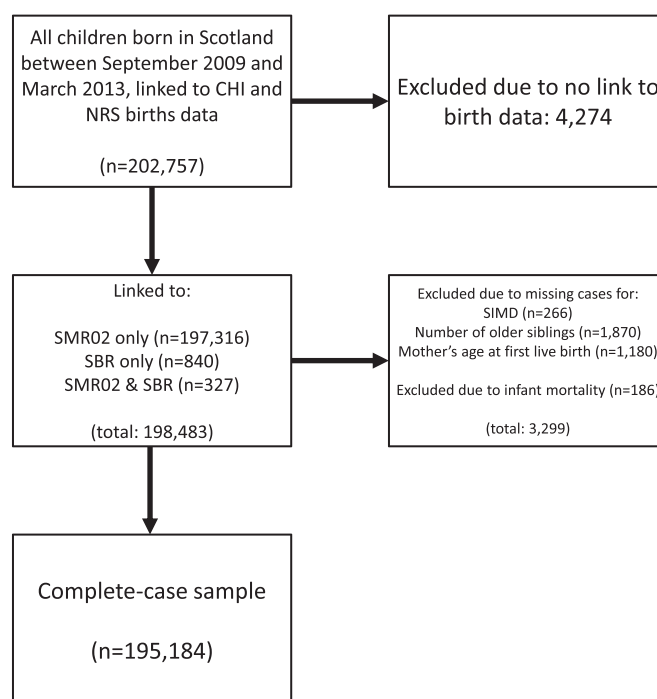 All children born in Scotland
between September 2009 and
March 2013, linked to CHI and
NRS births data
(n=202,757)
Excluded due to no link to
birth data: 4,274
Linked to:
SMR02 only (n=197,316)
SBR only (n=840)
SMR02 & SBR (n=327)
(total: 198,483)
Excluded due to missing cases for:
SIMD (n=266)
Number of older siblings (n=1,870)
Mother’s age at first live birth (n=1,180)
Excluded due to infant mortality (n=186)
(total: 3,299)
Complete-case sample
(n=195,184)